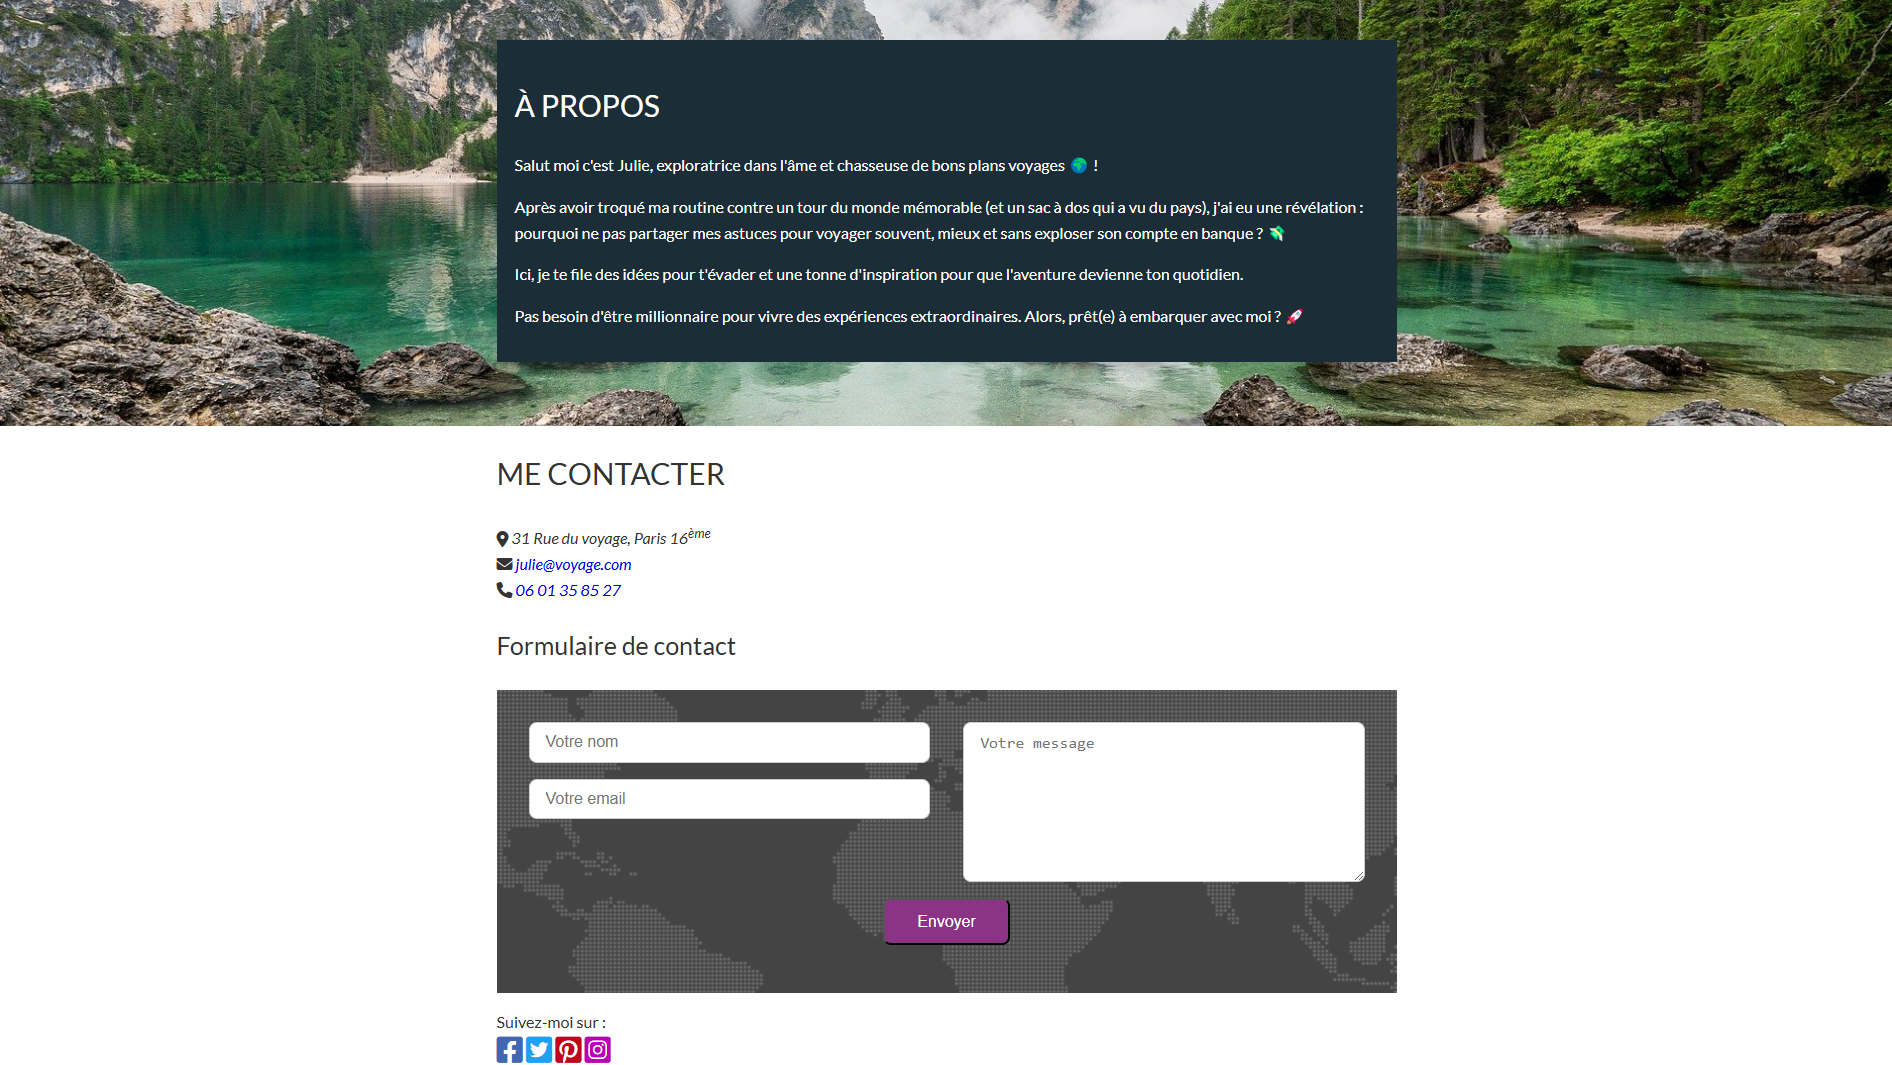 À PROPOS
Salut moi c'est Julie, exploratrice dans l'âme et chasseuse de bons plans voyages 🌍 !
Après avoir troqué ma routine contre un tour du monde mémorable (et un sac à dos qui a vu du pays), j'ai eu une révélation :
pourquoi ne pas partager mes astuces pour voyager souvent, mieux et sans exploser son compte en banque ? 💸
Ici, je te file des idées pour t'évader et une tonne d'inspiration pour que l'aventure devienne ton quotidien.
Pas besoin d'être millionnaire pour vivre des expériences extraordinaires. Alors, prêt(e) à embarquer avec moi ? 🚀
ME CONTACTER
31 Rue du voyage, Paris 16ème
julie@voyage.com
06 01 35 85 27
Formulaire de contact
Votre nom
Votre message
Votre email
Envoyer
Suivez-moi sur :